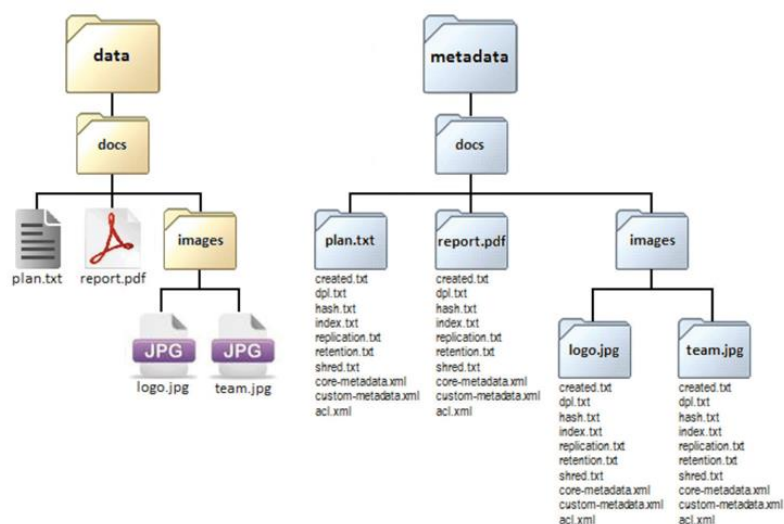 data
docs
plan.txt
report.pdf
images
JPG
logo.jpg
JPG
team.jpg
metadata
docs
plan.txt
created.txt
dpl.txt
hash.txt
index.txt
replication.txt
retention.txt
shred.txt
core-metadata.xml
custom-metadata.xml
acl.xml
report.pdf
created.txt
dpl.txt
hash.txt
index.txt
replication.txt
retention.txt
shred.txt
core-metadata.xml
custom-metadata.xml
acl.xml
images
logo.jpg
created.txt
dpl.txt
hash.txt
index.txt
replication.txt
retention.txt
shred.txt
core-metadata.xml
custom-metadata.xml
acl.xml
team.jpg
created.txt
dpl.txt
hash.txt
index.txt
replication.txt
retention.txt
shred.txt
core-metadata.xml
custom-metadata.xml
acl.xml